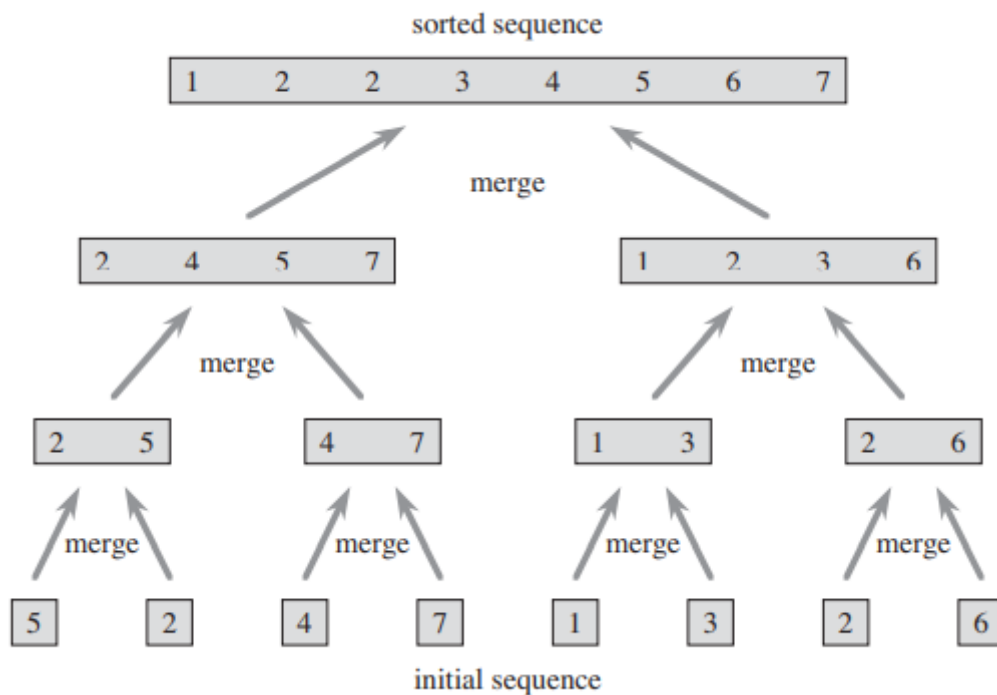 sorted sequence
1 2 2 3 4 5 6 7
merge
2 4 5 7 1 2 3 6
merge merge
2 5 4 7 1 3 2 6
merge merge merge merge
5 2 4 7 1 3 2 6
initial sequence